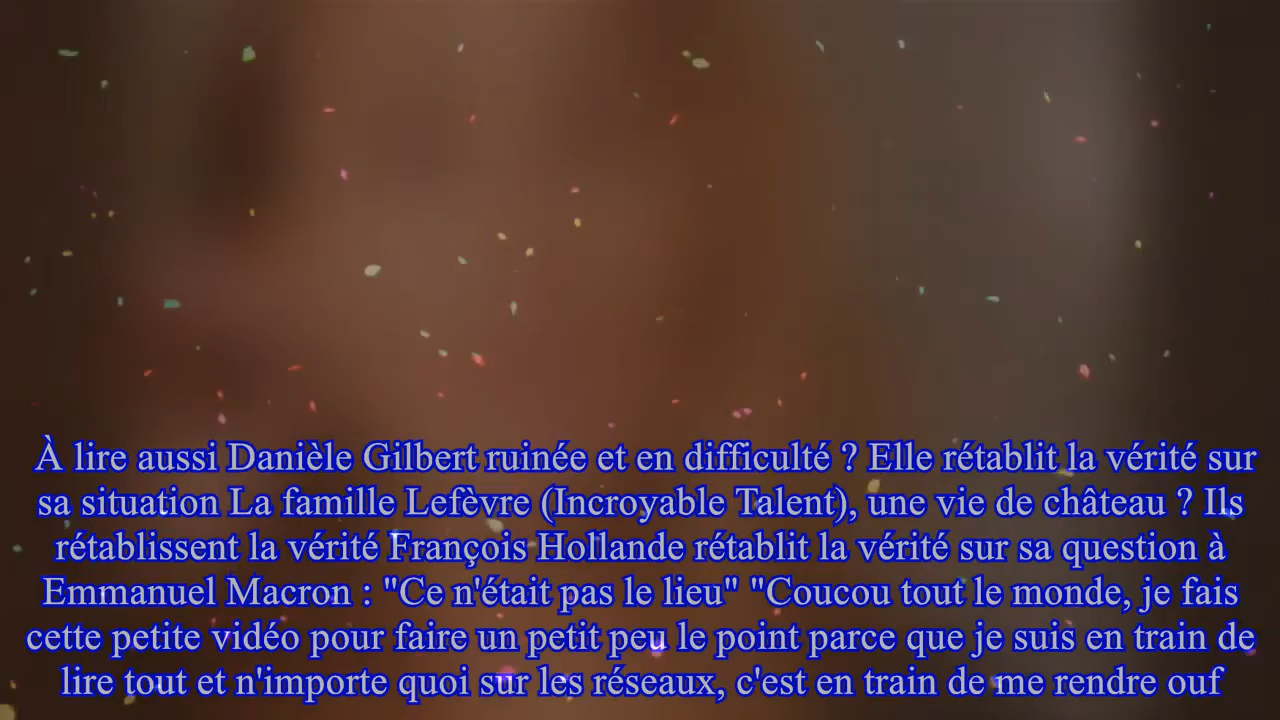 À lire aussi Danièle Gilbert ruinée et en difficulté ? Elle rétablit la vérité sur
sa situation La famille Lefèvre (Incroyable Talent), une vie de château ? Ils
rétablissent la vérité François Hollande rétablit la vérité sur sa question à
Emmanuel Macron : "Ce n'était pas le lieu" "Coucou tout le monde, je fais
cette petite vidéo pour faire un petit peu le point parce que je suis en train de
lire tout et n'importe quoi sur les réseaux, c'est en train de me rendre ouf